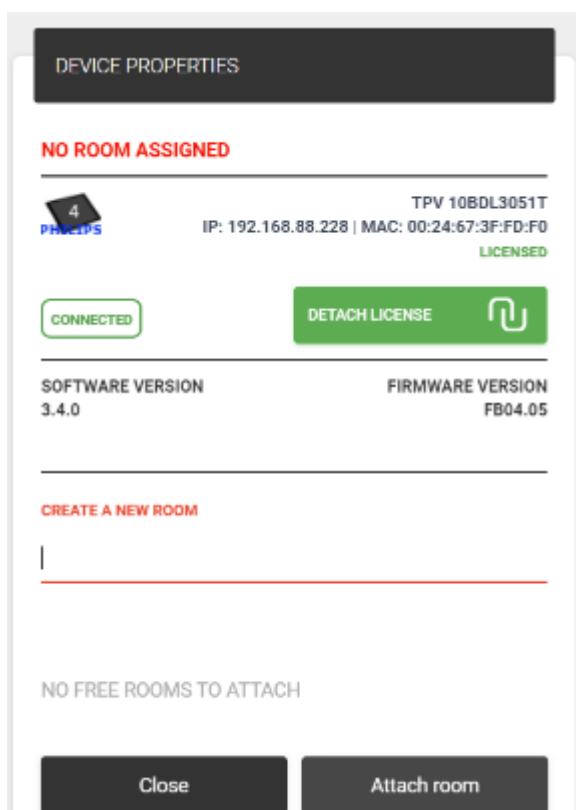 DEVICE PROPERTIES
NO ROOM ASSIGNED
4
PHILIPS
TPV 10BDL3051T
IP: 192.168.88.228 | MAC: 00:24:67:3F:FD:F0
LICENSED
CONNECTED
DETACH LICENSE
SOFTWARE VERSION
3.4.0
FIRMWARE VERSION
FB04.05
CREATE A NEW ROOM
NO FREE ROOMS TO ATTACH
Close
Attach room